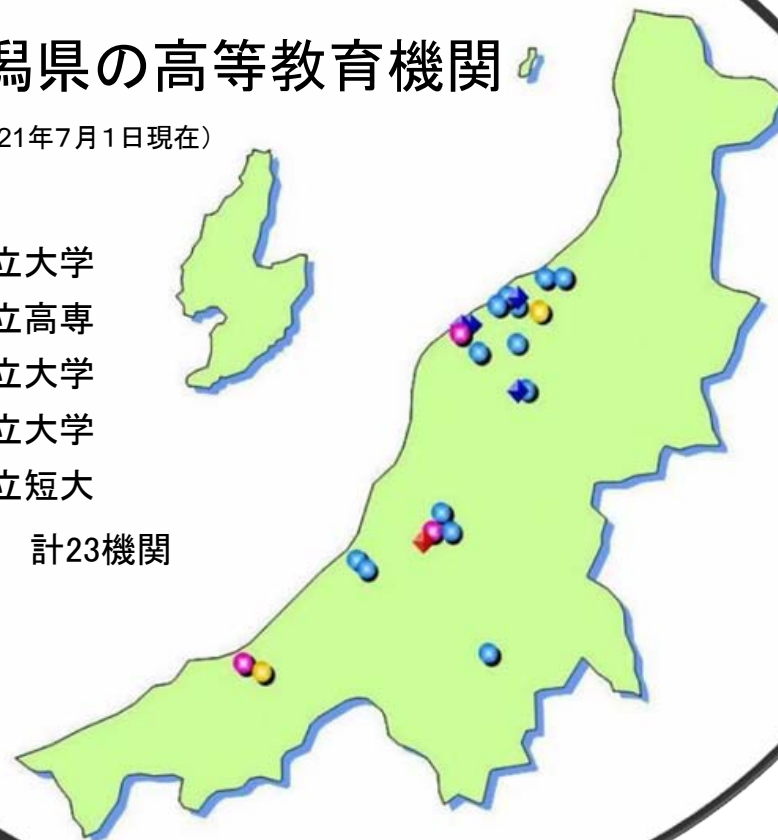 潟県の高等教育機関
21年7月1日現在）
立大学
立高専
立大学
立大学
立短大
計23機関